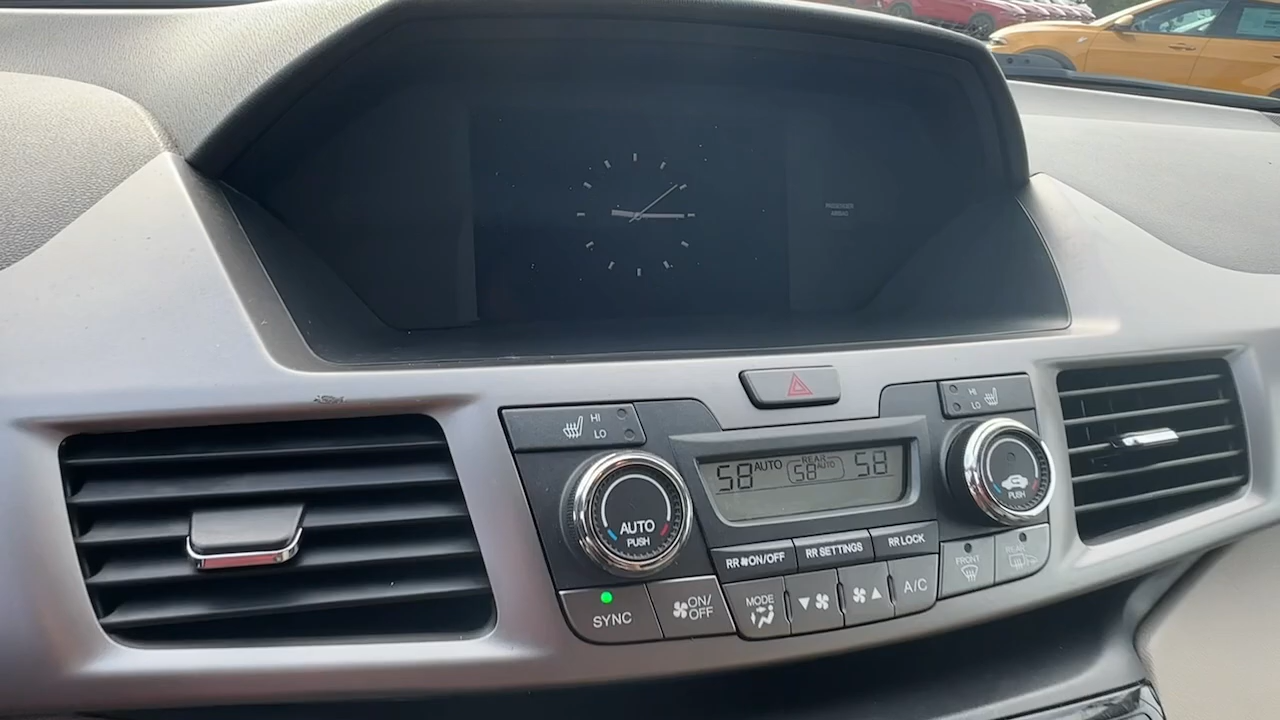 PASSENGER
AIRBAG
HI
LO
HI
LO
58 AUTO
REAR
58 AUTO
58
AUTO
PUSH
PUSH
RR ON/OFF
RR SETTINGS
RR LOCK
SYNC
ON/
OFF
MODE
A/C
FRONT
REAR